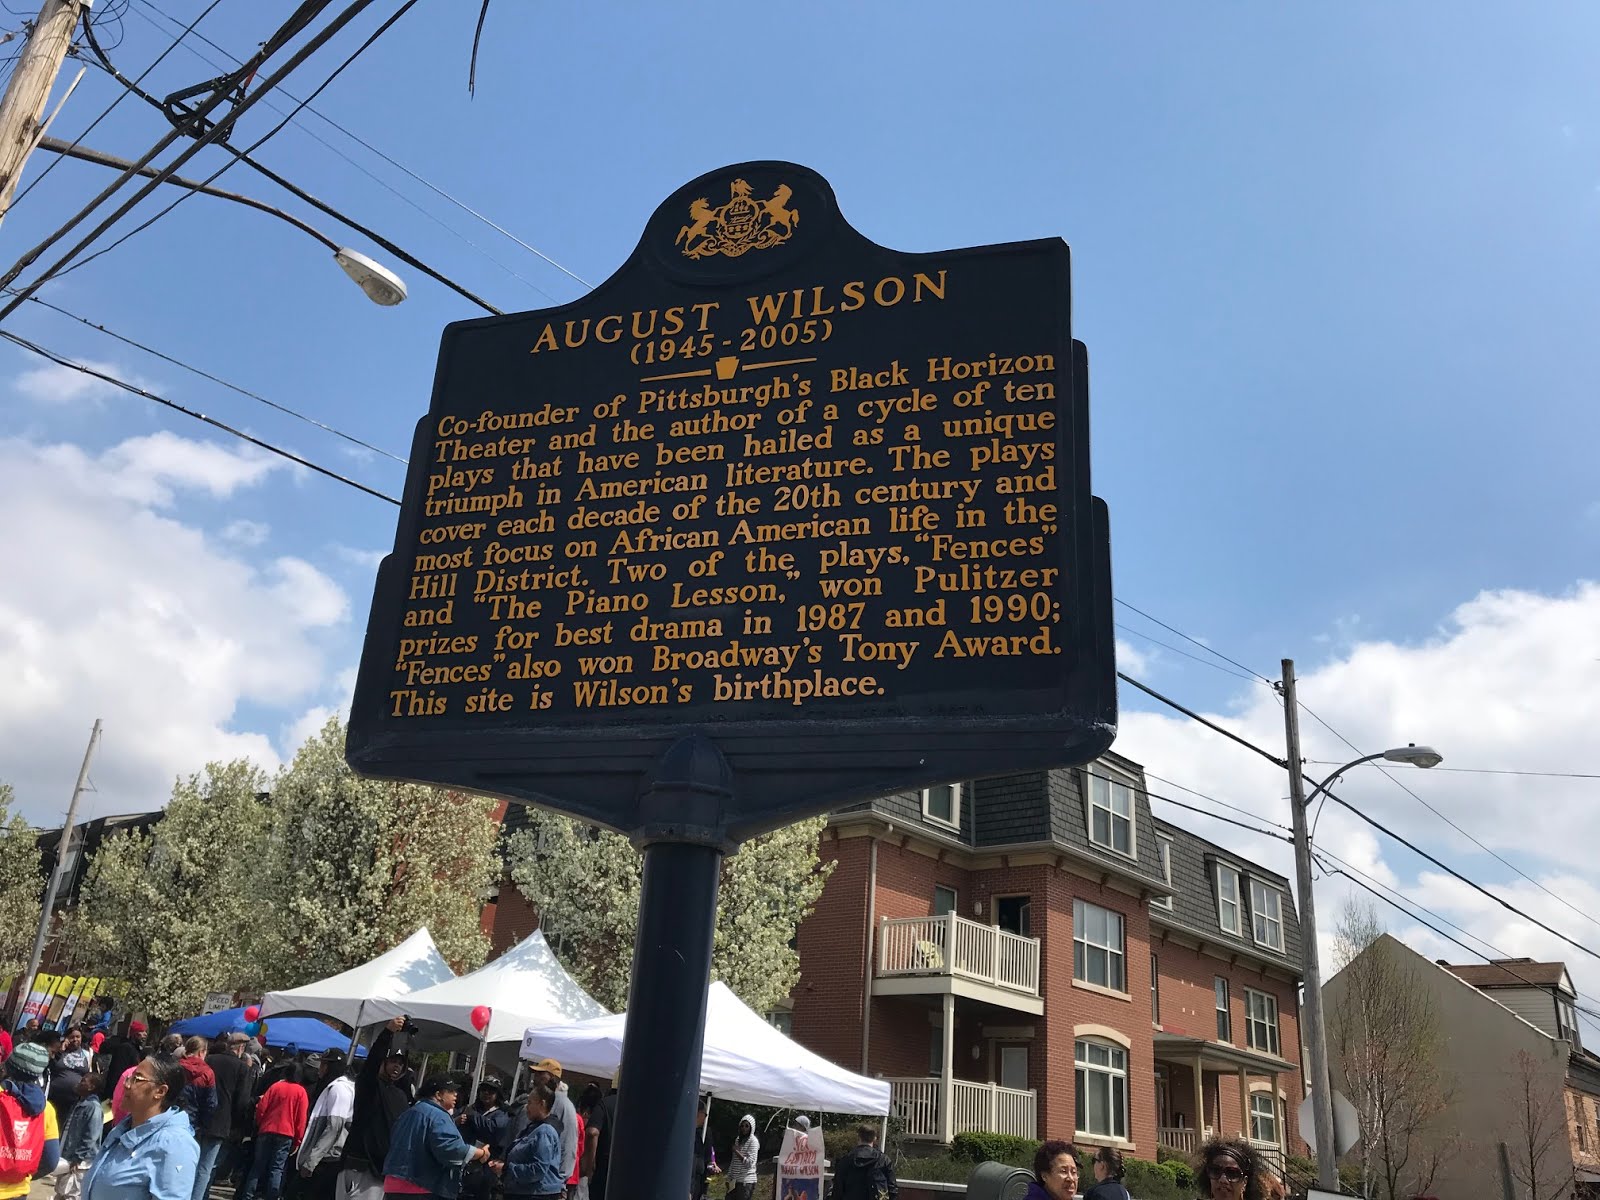 AUGUST WILSON
(1945-2005)
Co-founder of Pittsburgh's Black Horizon
Theater and the author of a cycle of ten
plays that have been hailed as a unique
triumph in American literature. The plays
cover each decade of the 20th century and
most focus on African American life in the
Hill District. Two of the plays, "Fences"
and "The Piano Lesson," won Pulitzer
prizes for best drama in 1987 and 1990;
"Fences" also won Broadway's Tony Award.
This site is Wilson's birthplace.
SPEED
LIMIT
AUGUST WILSON